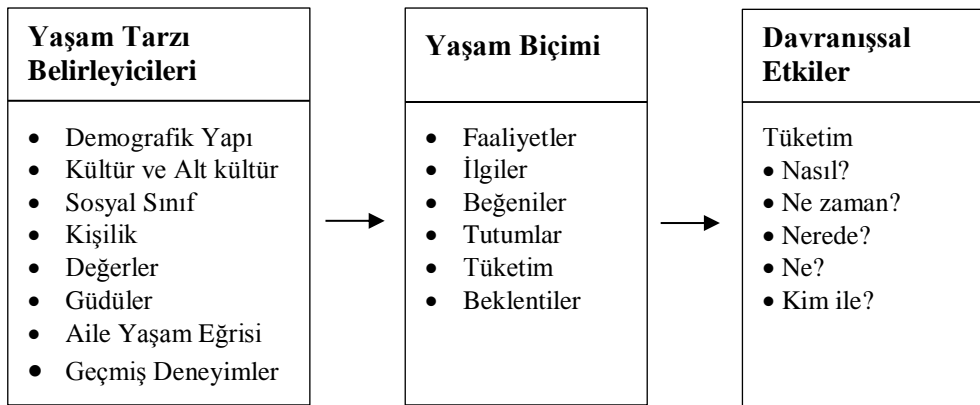 Yaşam Tarzı
Belirleyicileri
• Demografik Yapı
• Kültür ve Alt kültür
• Sosyal Sınıf
• Kişilik
• Değerler
• Güdüler
• Aile Yaşam Eğrisi
• Geçmiş Deneyimler
Yaşam Biçimi
• Faaliyetler
• İlgiler
• Beğeniler
• Tutumlar
• Tüketim
• Beklentiler
Davranışsal
Etkiler
Tüketim
• Nasıl?
• Ne zaman?
• Nerede?
• Ne?
• Kim ile?